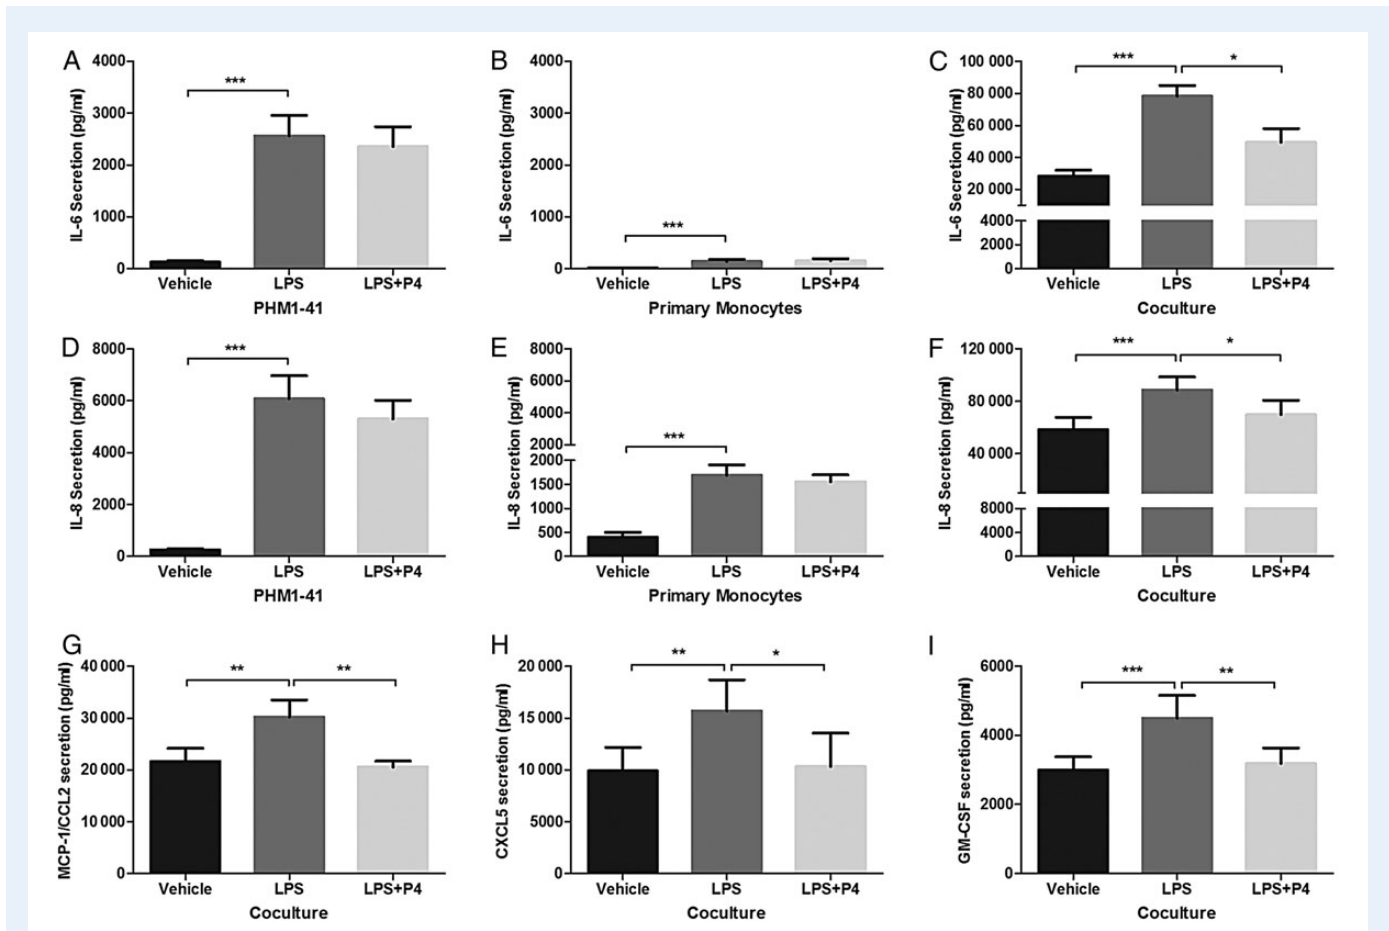 A
IL-6 Secretion (pg/ml)
4000
3000
2000
1000
0
***
Vehicle LPS LPS+P4
PHM1-41
B
IL-6 Secretion (pg/ml)
4000
3000
2000
1000
0
***
Vehicle LPS LPS+P4
Primary Monocytes
C
IL-6 Secretion (pg/ml)
100 000
80 000
60 000
40 000
20 000
4000
2000
0
*** *
Vehicle LPS LPS+P4
Coculture
D
IL-8 Secretion (pg/ml)
8000
6000
4000
2000
0
***
Vehicle LPS LPS+P4
PHM1-41
E
IL-8 Secretion (pg/ml)
8000
6000
4000
2000
2000
1500
1000
500
0
***
Vehicle LPS LPS+P4
Primary Monocytes
F
IL-8 Secretion (pg/ml)
120 000
80 000
40 000
8000
4000
0
*** *
Vehicle LPS LPS+P4
Coculture
G
MCP-1/CCL2 secretion (pg/ml)
40 000
30 000
20 000
10 000
0
** **
Vehicle LPS LPS+P4
Coculture
H
CXCL5 secretion (pg/ml)
20 000
15 000
10 000
5000
0
** *
Vehicle LPS LPS+P4
Coculture
I
GM-CSF secretion (pg/ml)
6000
4000
2000
0
*** **
Vehicle LPS LPS+P4
Coculture